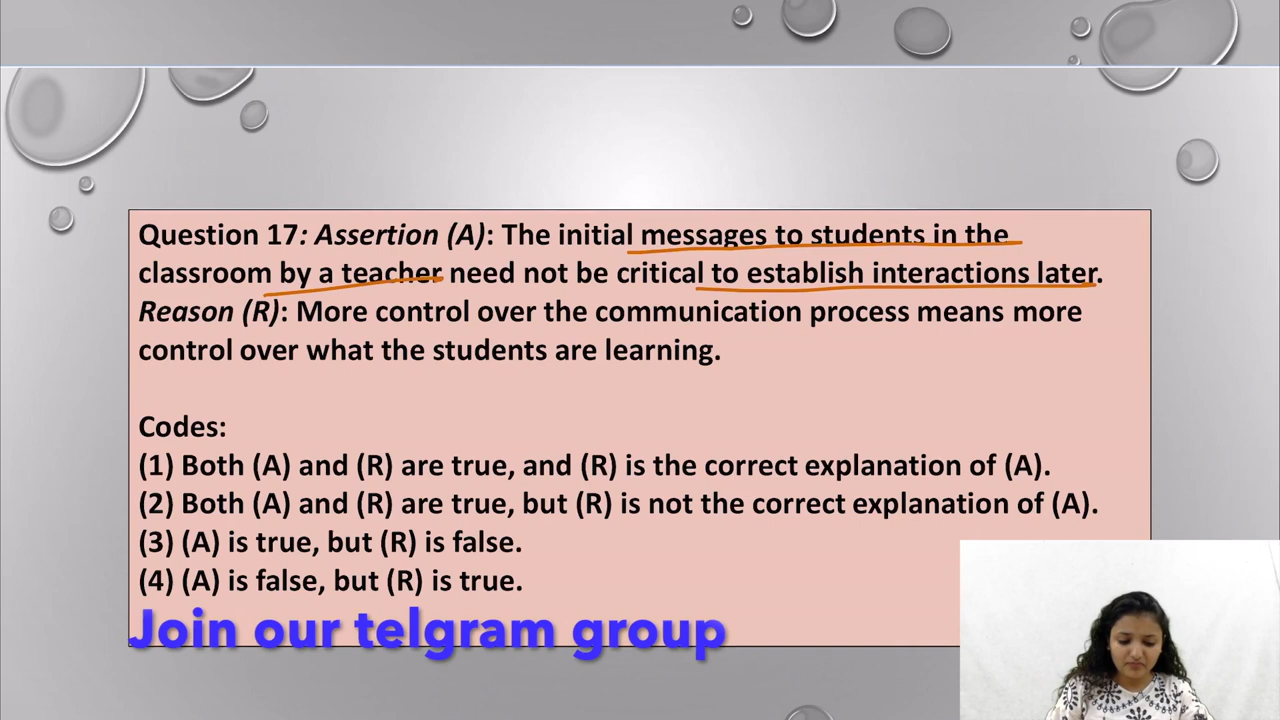 Question 17: Assertion (A): The initial messages to students in the
classroom by a teacher need not be critical to establish interactions later.
Reason (R): More control over the communication process means more
control over what the students are learning.
Codes:
(1) Both (A) and (R) are true, and (R) is the correct explanation of (A).
(2) Both (A) and (R) are true, but (R) is not the correct explanation of (A).
(3) (A) is true, but (R) is false.
(4) (A) is false, but (R) is true.
Join our telgram group